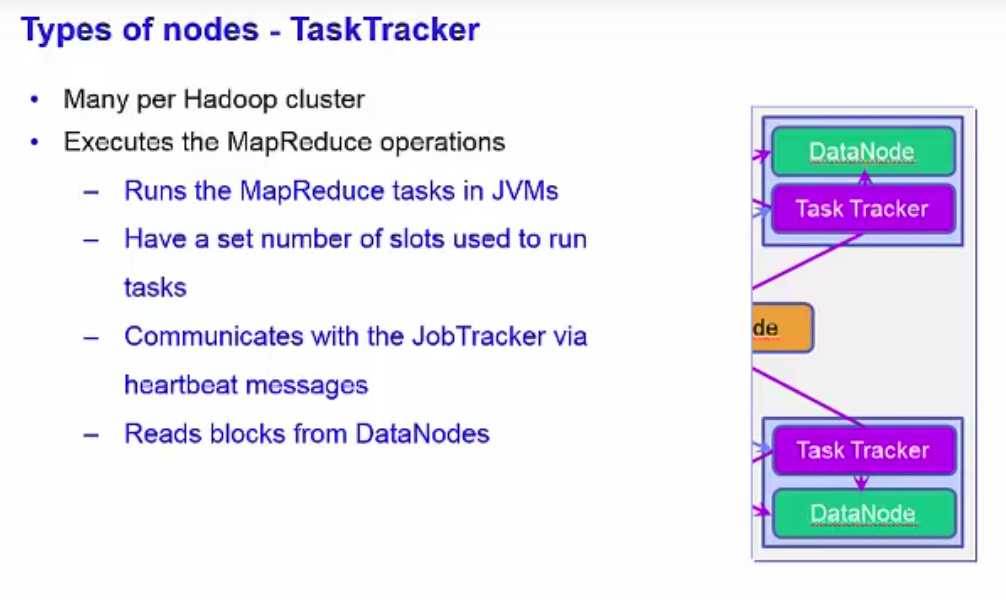 Types of nodes - TaskTracker
• Many per Hadoop cluster
• Executes the MapReduce operations
– Runs the MapReduce tasks in JVMs
– Have a set number of slots used to run
tasks
– Communicates with the JobTracker via
heartbeat messages
– Reads blocks from DataNodes
DataNode
Task Tracker
de
Task Tracker
DataNode